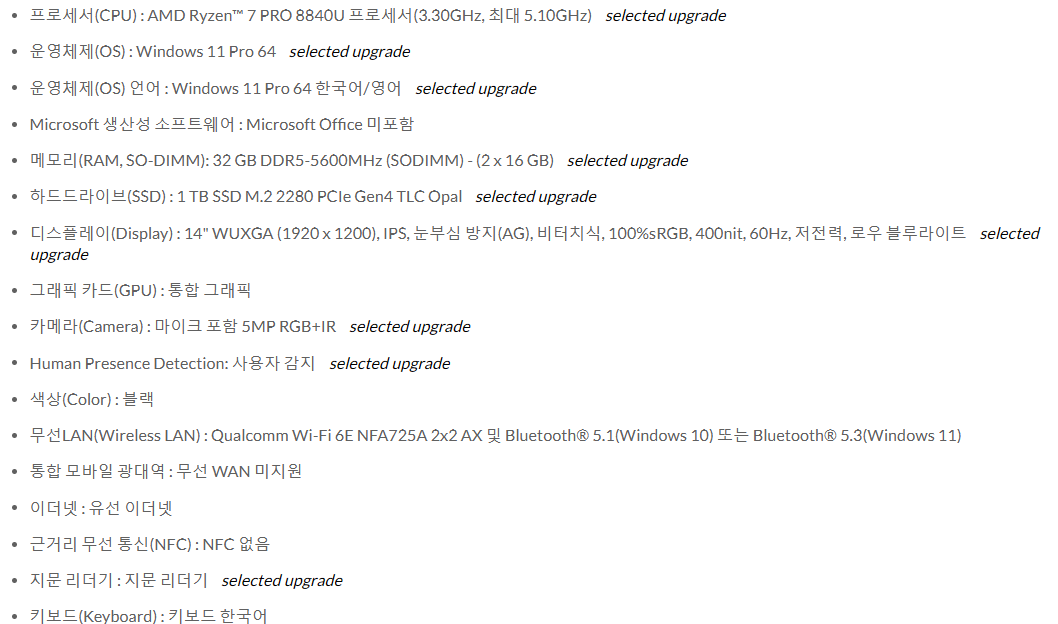 프로세서(CPU) : AMD Ryzen™ 7 PRO 8840U 프로세서(3.30GHz, 최대 5.10GHz) selected upgrade
운영체제(OS) : Windows 11 Pro 64 selected upgrade
운영체제(OS) 언어 : Windows 11 Pro 64 한국어/영어 selected upgrade
Microsoft 생산성 소프트웨어 : Microsoft Office 미포함
메모리(RAM, SO-DIMM): 32 GB DDR5-5600MHz (SODIMM) - (2 x 16 GB) selected upgrade
하드드라이브(SSD) : 1 TB SSD M.2 2280 PCIe Gen4 TLC Opal selected upgrade
디스플레이(Display) : 14" WUXGA (1920 x 1200), IPS, 눈부심 방지(AG), 비터치식, 100%sRGB, 400nit, 60Hz, 저전력, 로우 블루라이트 selected
upgrade
그래픽 카드(GPU) : 통합 그래픽
카메라(Camera) : 마이크 포함 5MP RGB+IR selected upgrade
Human Presence Detection: 사용자 감지 selected upgrade
색상(Color) : 블랙
무선LAN(Wireless LAN) : Qualcomm Wi-Fi 6E NFA725A 2x2 AX 및 Bluetooth® 5.1(Windows 10) 또는 Bluetooth® 5.3(Windows 11)
통합 모바일 광대역 : 무선 WAN 미지원
이더넷 : 유선 이더넷
근거리 무선 통신(NFC) : NFC 없음
지문 리더기 : 지문 리더기 selected upgrade
키보드(Keyboard) : 키보드 한국어